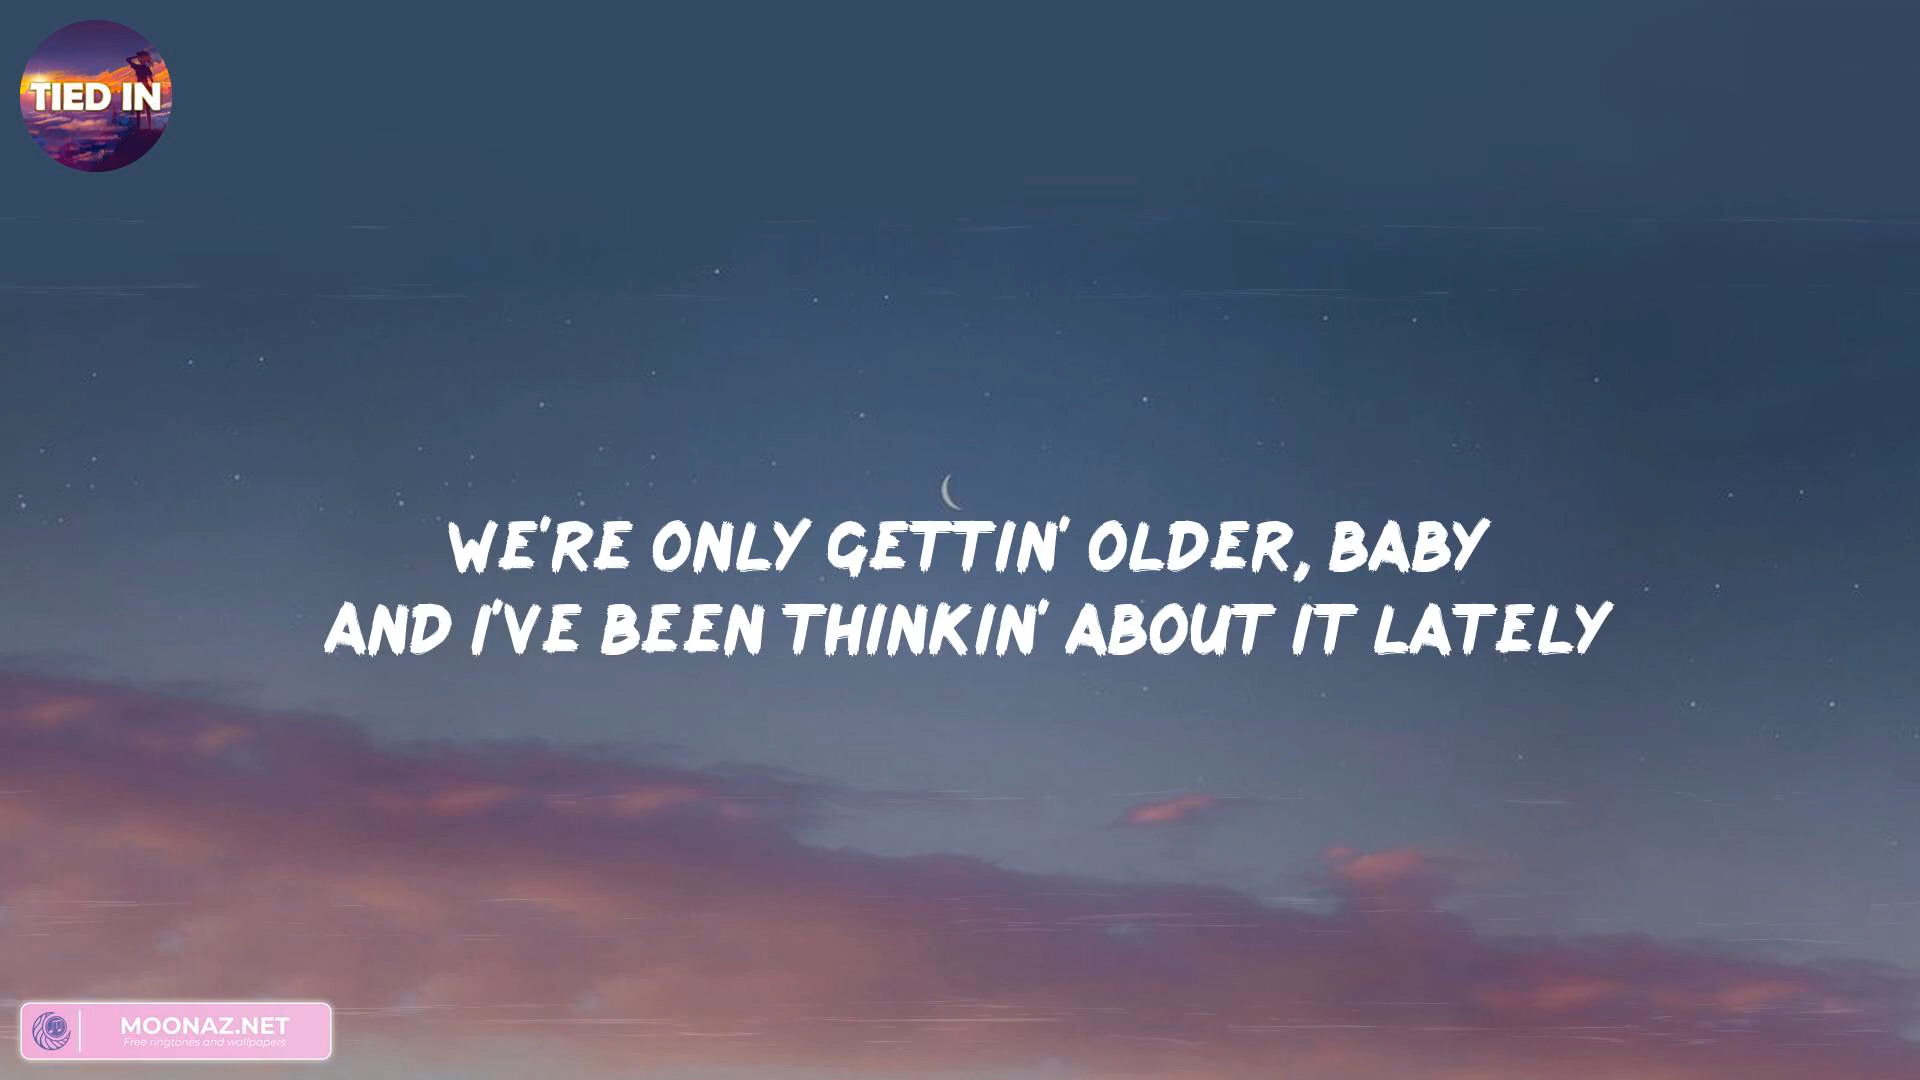 TIED IN
WE'RE ONLY GETTIN' OLDER, BABY
AND I'VE BEEN THINKIN' ABOUT IT LATELY
MOONAZ.NET
Free ringtones and wallpapers